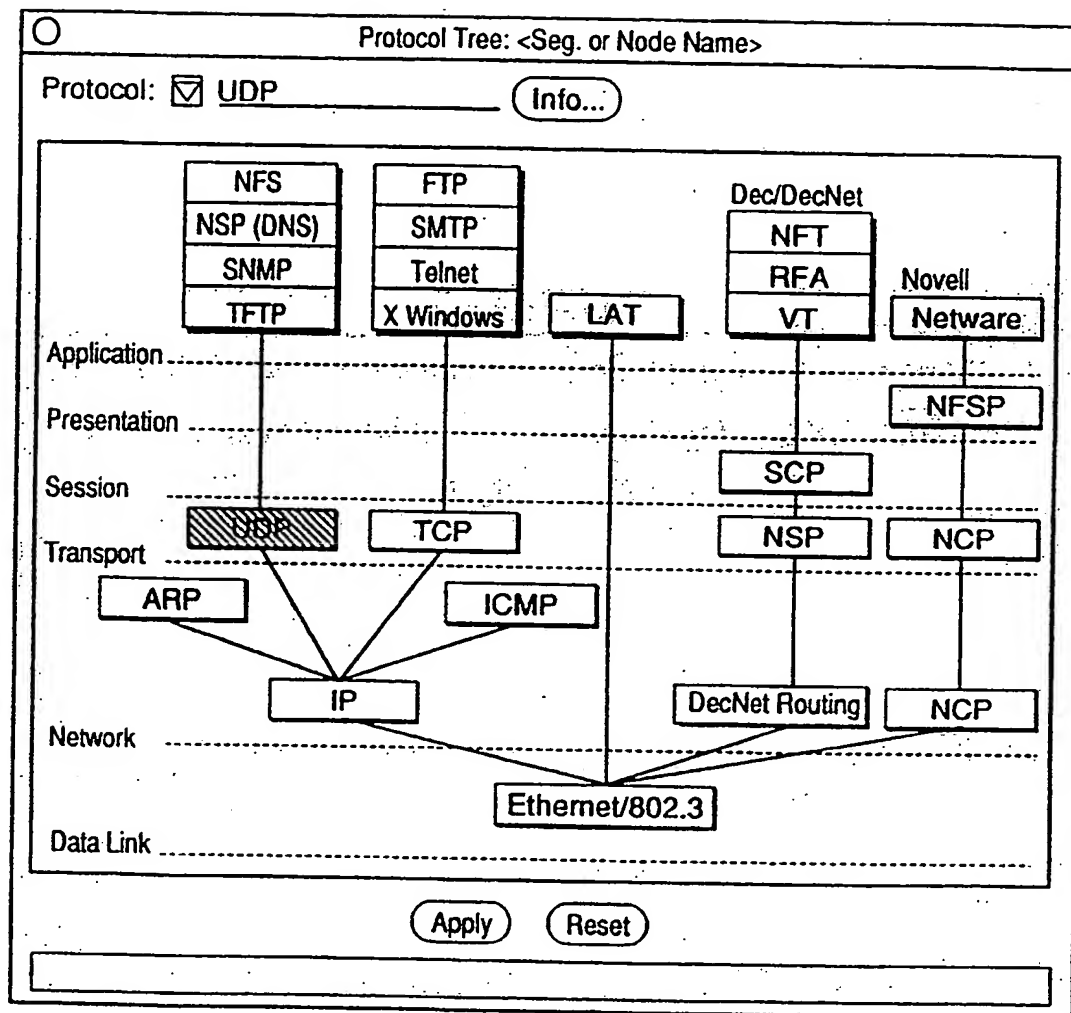 Protocol Tree: <Seg. or Node Name>
Protocol: UDP Info...
NFS
NSP (DNS)
SNMP
TFTP
FTP
SMTP
Telnet
X Windows
LAT
Dec/DecNet
NFT
RFA
VT
Novell
Netware
Application
NFSP
Presentation
SCP
Session
UDP
TCP
NSP
NCP
Transport
ARP
ICMP
IP
DecNet Routing
NCP
Network
Ethernet/802.3
Data Link
Apply
Reset